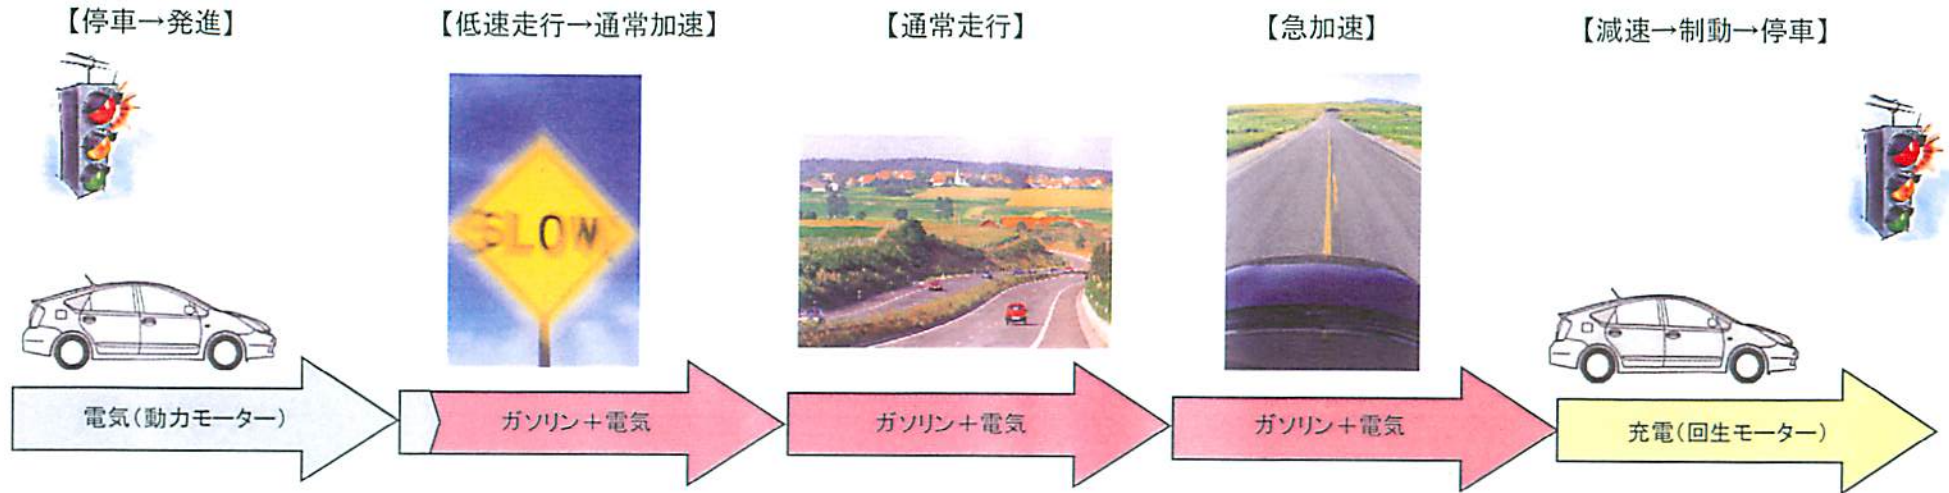 【停車→発進】
【低速走行→通常加速】
【通常走行】
【急加速】
【減速→制動→停車】
SLOW
電気(動力モーター)
ガソリン+電気
ガソリン+電気
ガソリン+電気
充電(回生モーター)